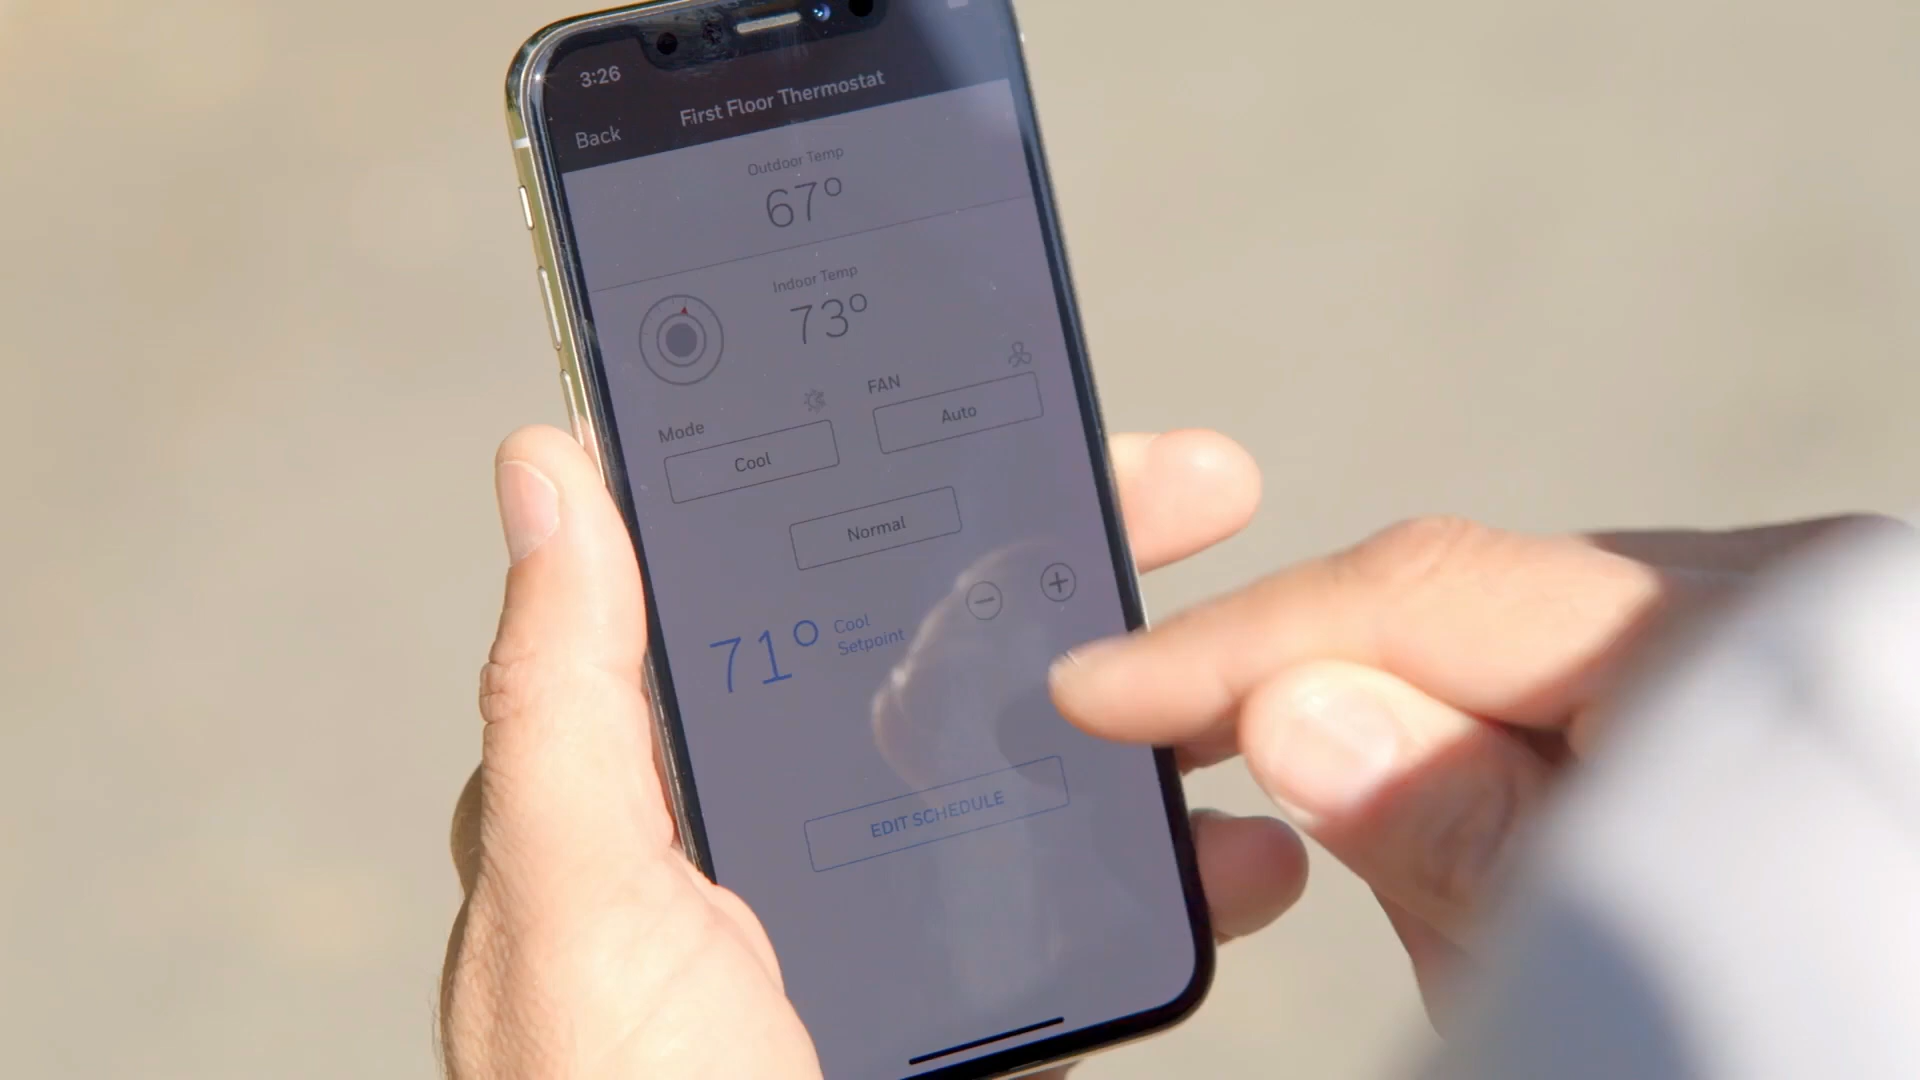 3:26
First Floor Thermostat
Back
Outdoor Temp
67°
Indoor Temp
73°
FAN
Auto
Mode
Cool
Normal
71°
Cool
Setpoint
EDIT SCHEDULE